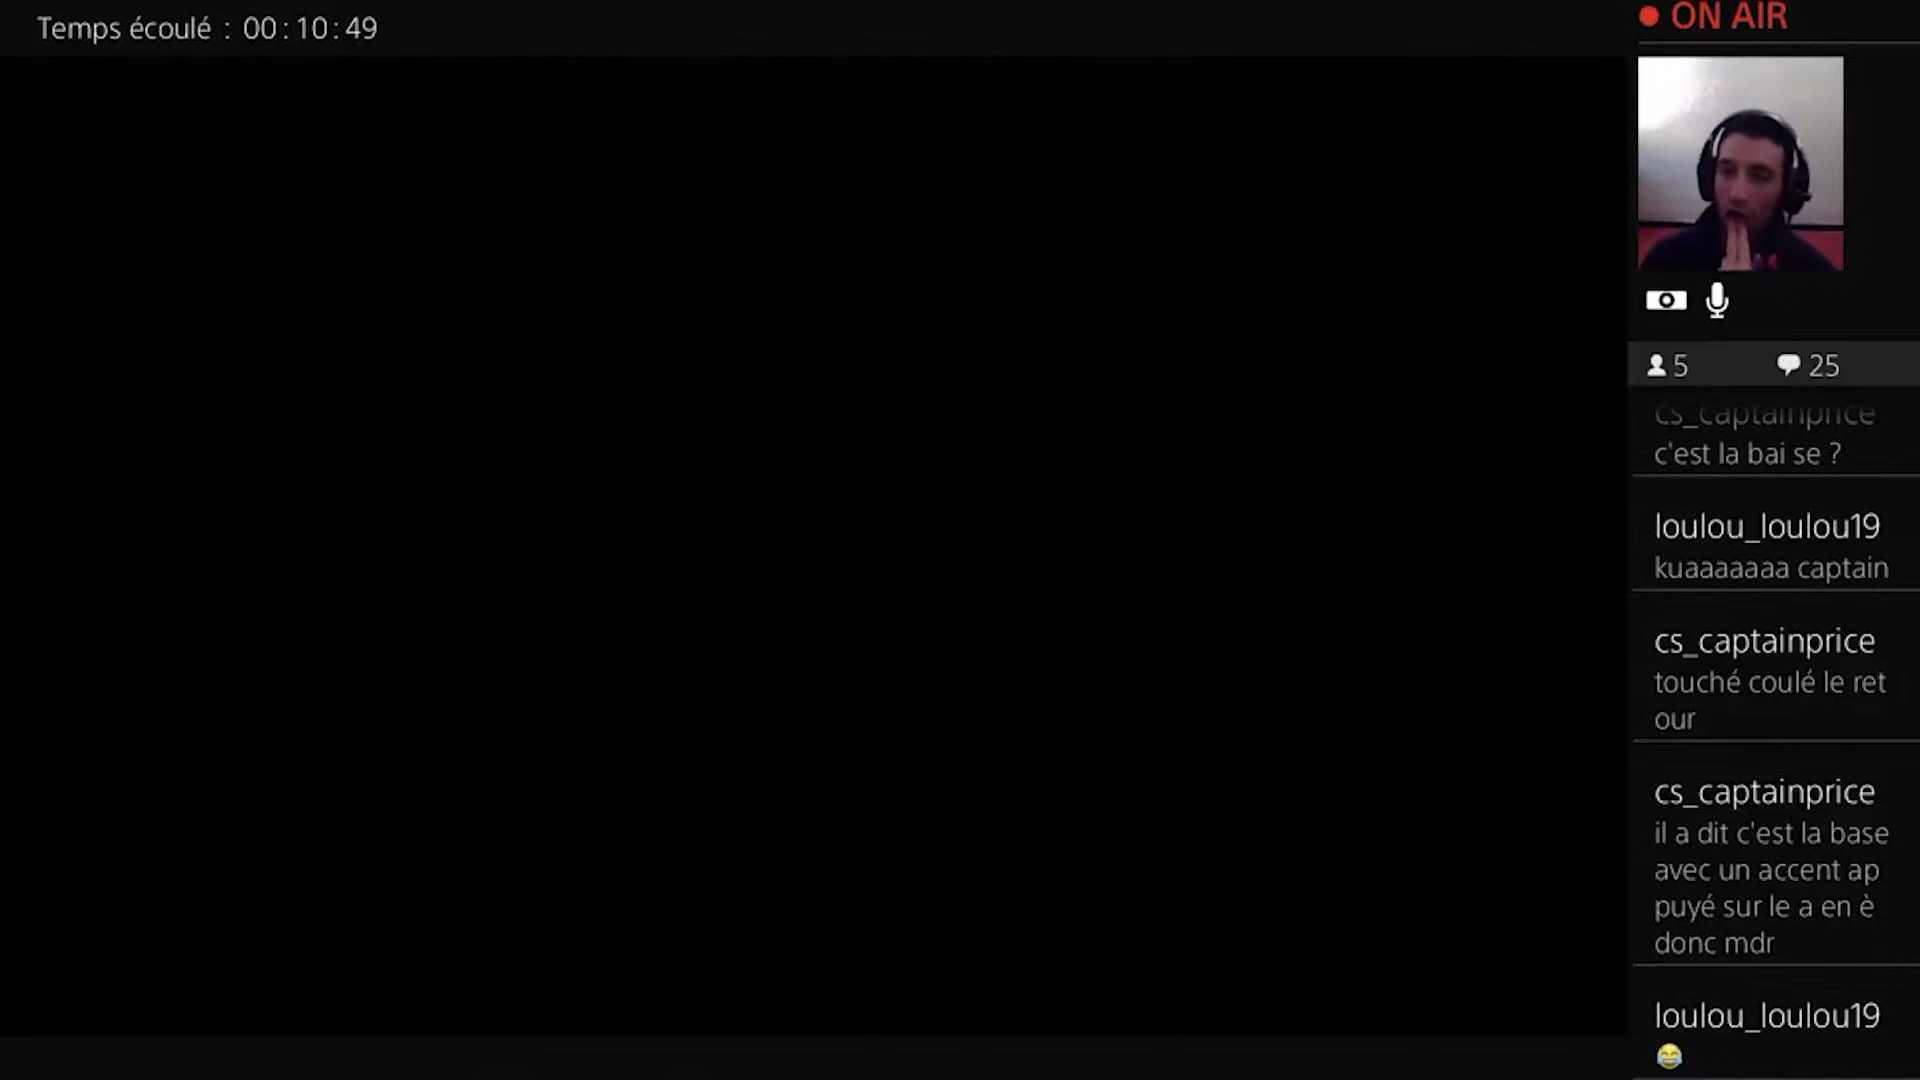 Temps écoulé : 00:10:49
ON AIR
5
25
cs_captainprice
c'est la bai se ?
loulou_loulou19
kuaaaaaaa captain
cs_captainprice
touché coulé le ret
our
cs_captainprice
il a dit c'est la base
avec un accent ap
puyé sur le a en è
donc mdr
loulou_loulou19
😂